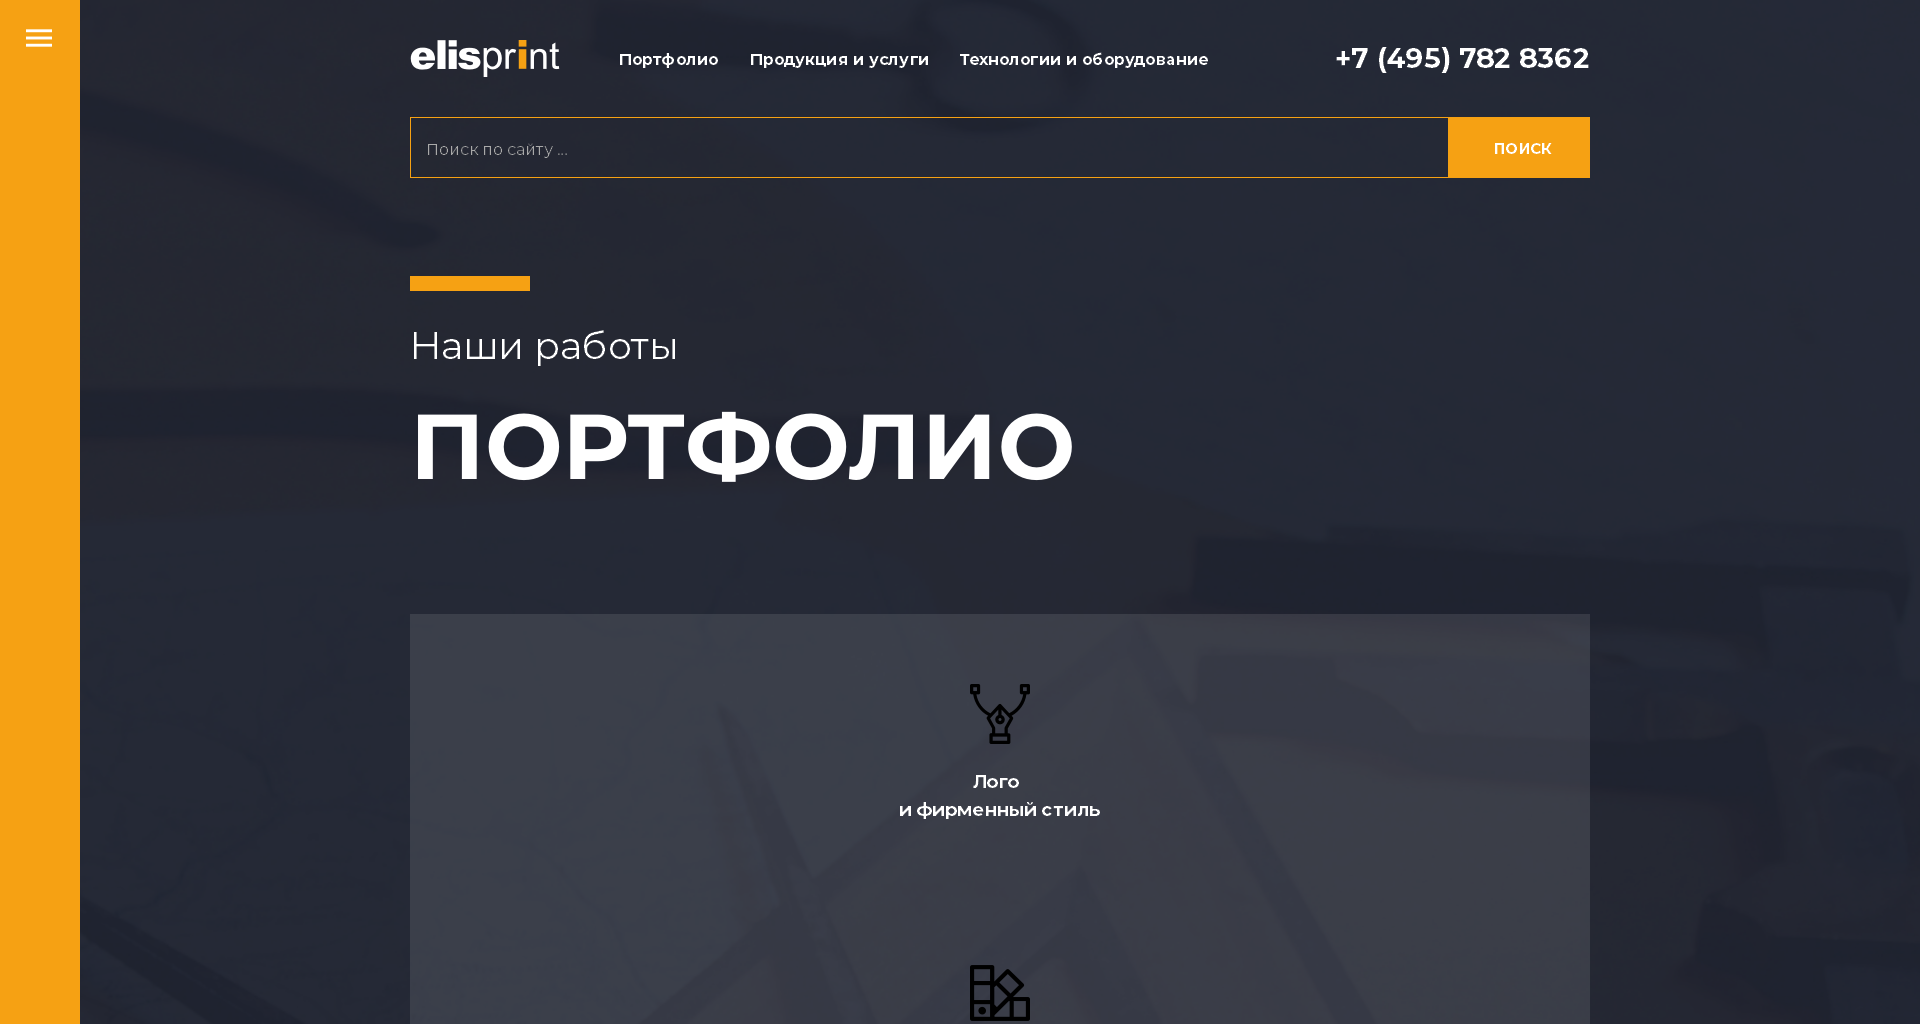 elisprint
Портфолио
Продукция и услуги
Технологии и оборудование
+7 (495) 782 8362
Поиск по сайту ...
ПОИСК
Наши работы
ПОРТФОЛИО
Лого
и фирменный стиль